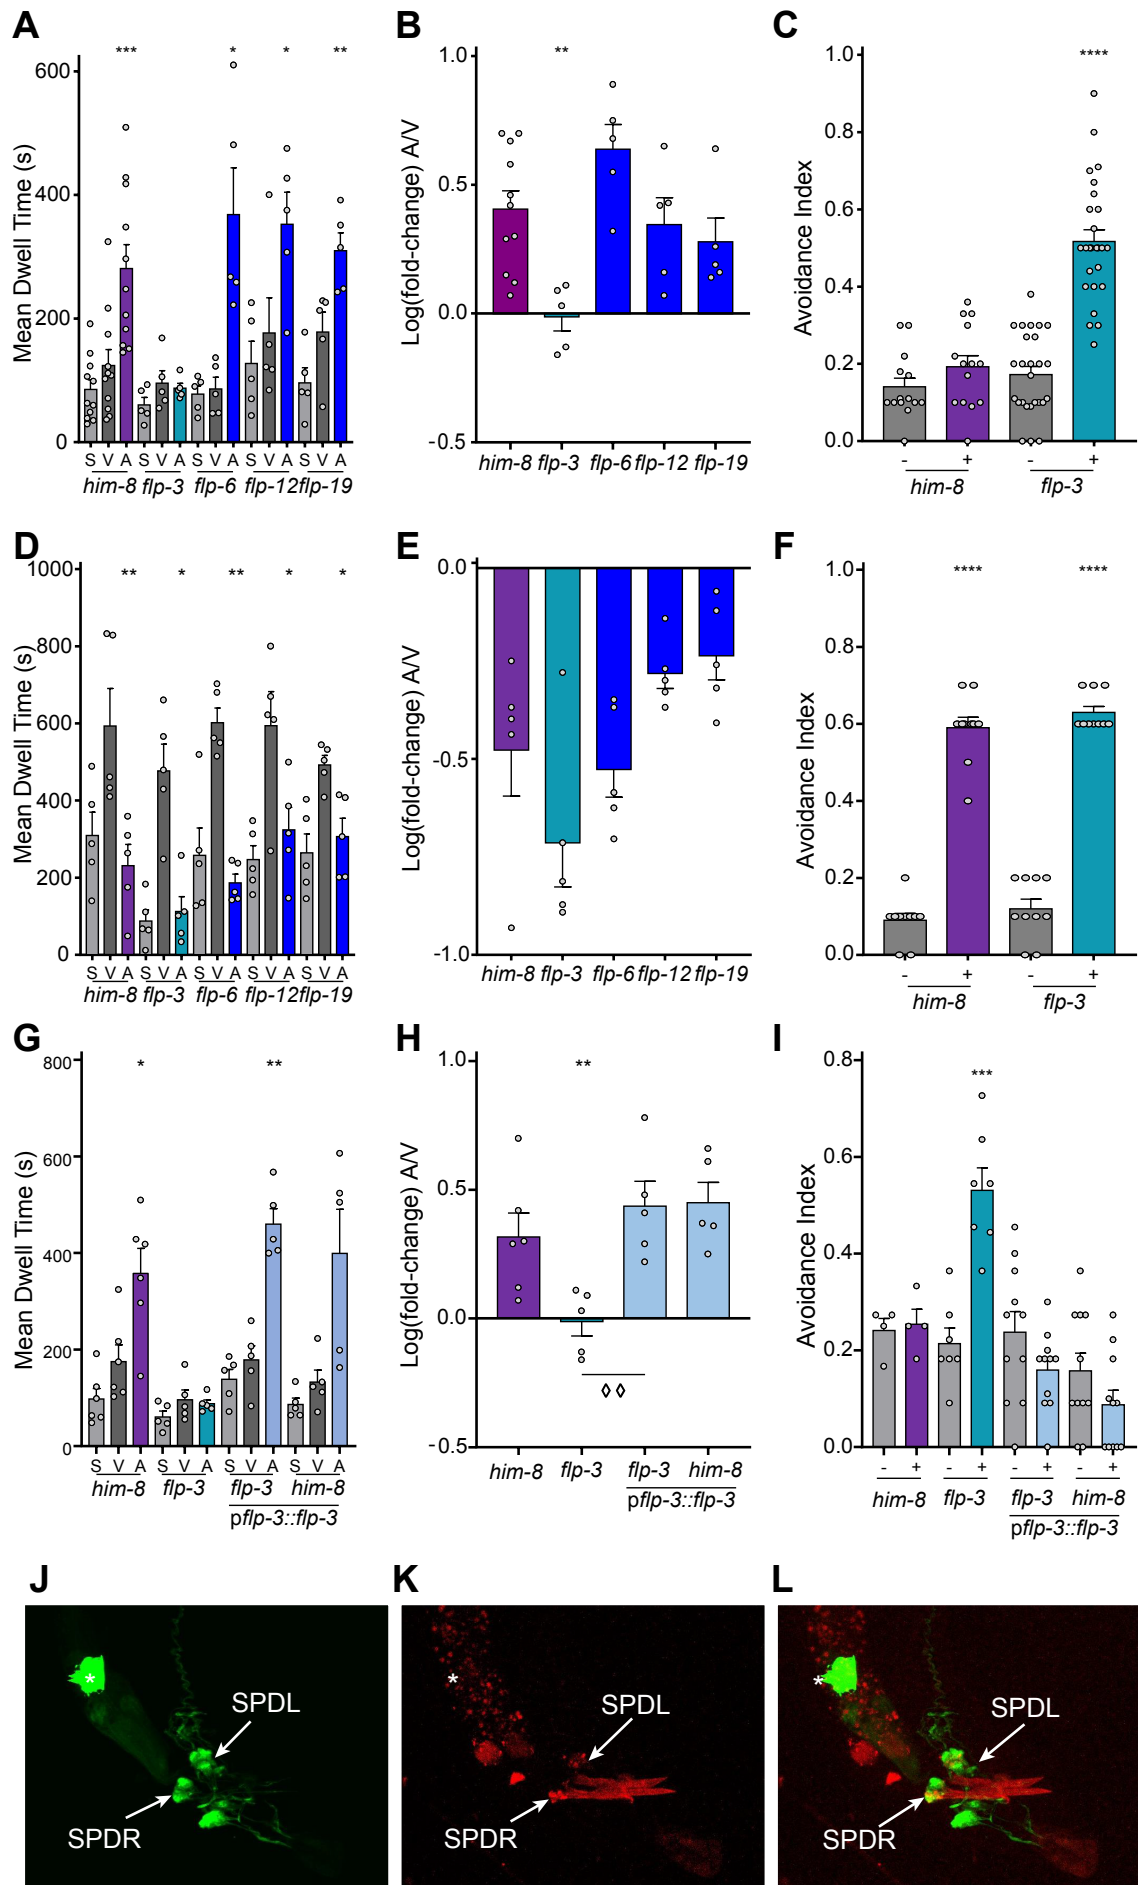 A
Mean Dwell Time (s)
600
400
200
0
***
*
*
**
S V A S V A S V A S V A S V A
him-8 flp-3 flp-6 flp-12 flp-19
B
Log(fold-change) A/V
1.0
0.5
0.0
-0.5
**
him-8 flp-3 flp-6 flp-12 flp-19
C
Avoidance Index
1.0
0.8
0.6
0.4
0.2
0.0
****
- + - +
him-8 flp-3
D
Mean Dwell Time (s)
1000
800
600
400
200
0
**
*
**
*
*
S V A S V A S V A S V A S V A
him-8 flp-3 flp-6 flp-12 flp-19
E
Log(fold-change) A/V
0.0
-0.5
-1.0
him-8 flp-3 flp-6 flp-12 flp-19
F
Avoidance Index
1.0
0.8
0.6
0.4
0.2
0.0
****
****
- + - +
him-8 flp-3
G
Mean Dwell Time (s)
800
600
400
200
0
*
**
S V A S V A S V A S V A
him-8 flp-3 flp-3 him-8
pflp-3::flp-3
H
Log(fold-change) A/V
1.0
0.5
0.0
-0.5
**
◊◊
him-8 flp-3 flp-3 him-8
pflp-3::flp-3
I
Avoidance Index
0.8
0.6
0.4
0.2
0.0
***
- + - + - + - +
him-8 flp-3 flp-3 him-8
pflp-3::flp-3
J
*
SPDL
SPDR
K
*
SPDL
SPDR
L
*
SPDL
SPDR